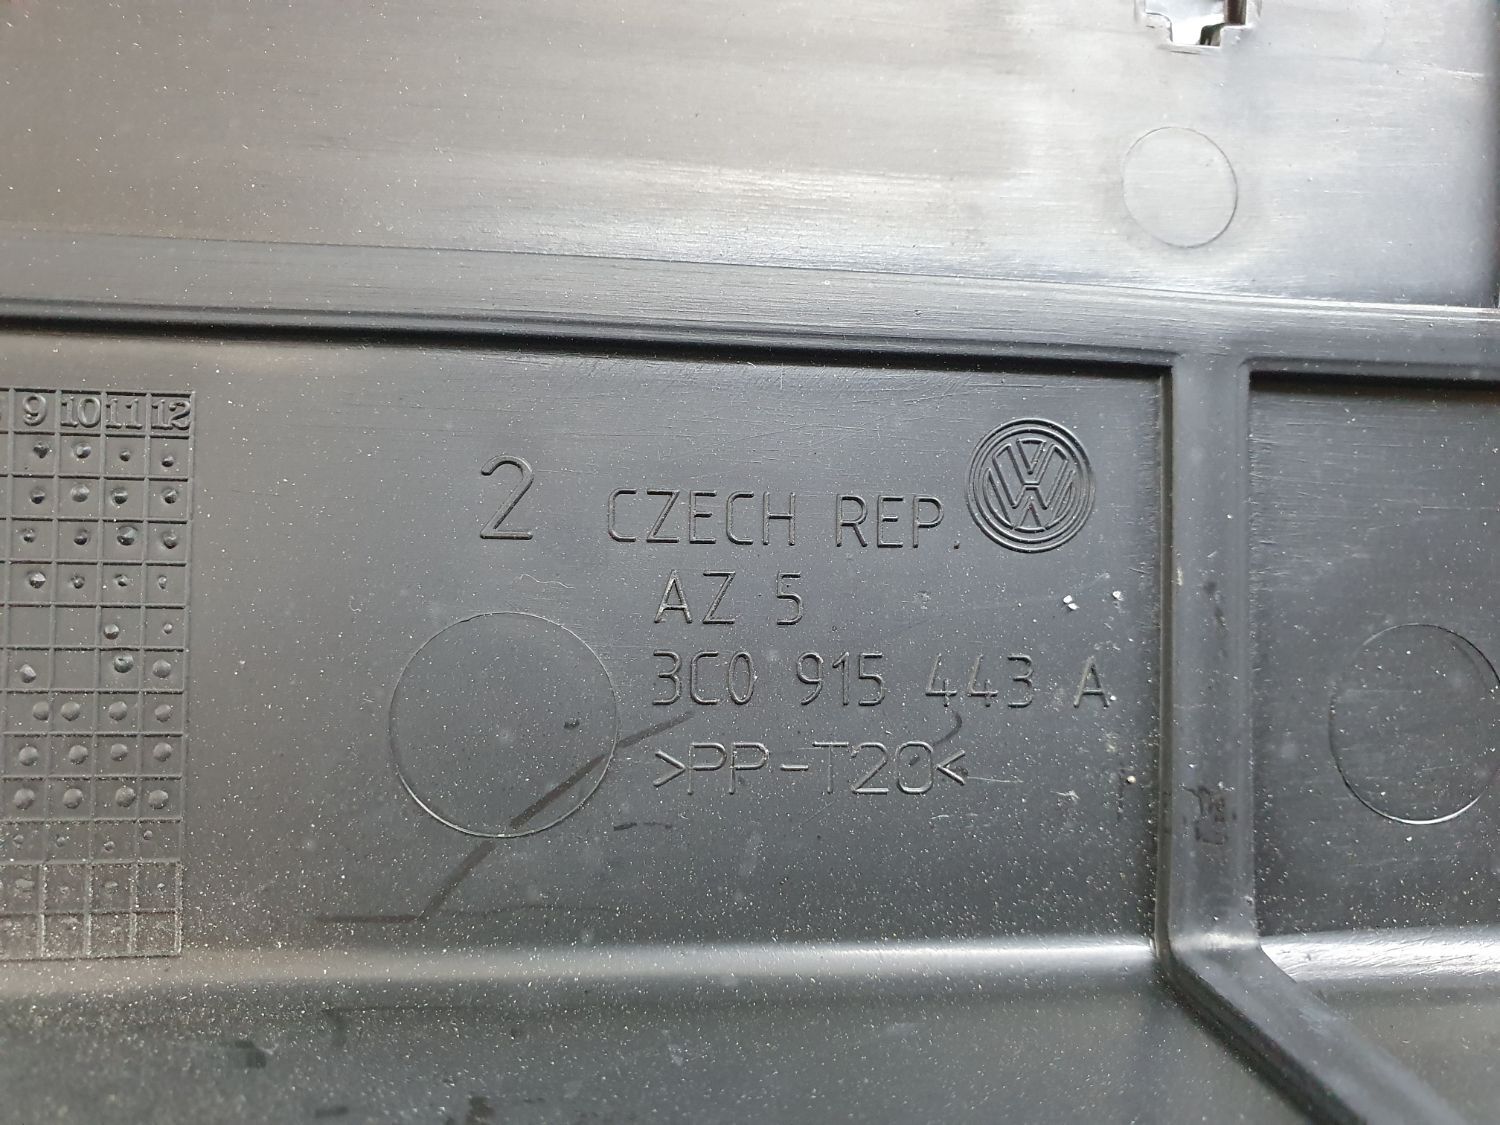 9 10 11 12
2 CZECH REP.
AZ 5
3C0 915 443 A
>PP-T20<